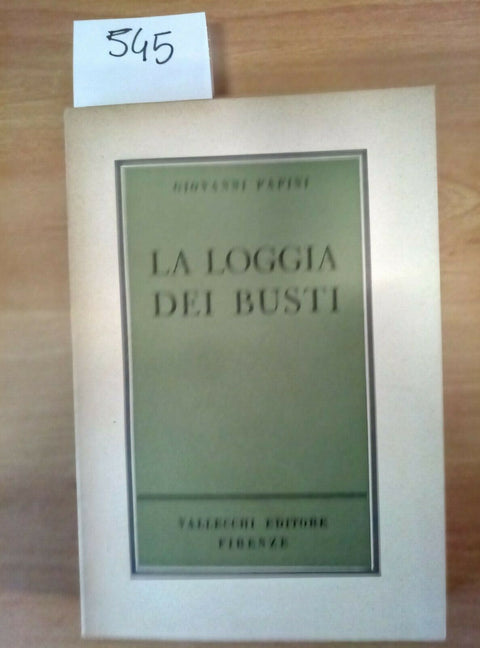 545
GIOVANNI PAPINI
LA LOGGIA
DEI BUSTI
VALLECCHI EDITORE
FIRENZE